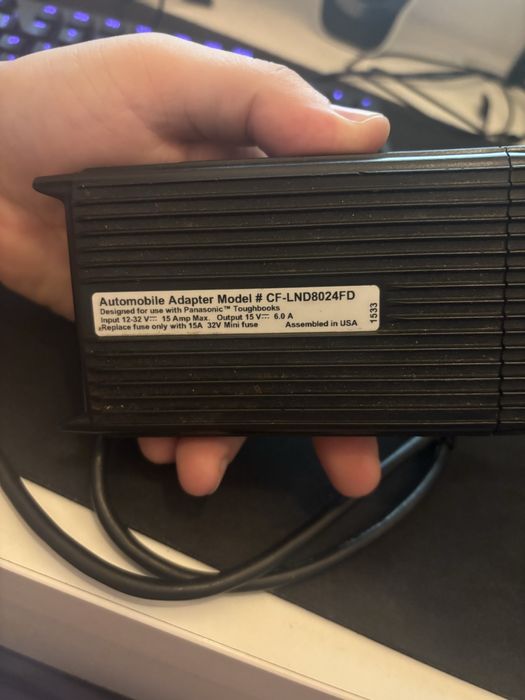 Automobile Adapter Model # CF-LND8024FD
Designed for use with Panasonic™ Toughbooks
Input 12-32 V⎓ 15 Amp Max. Output 15 V⎓ 6.0 A
Replace fuse only with 15A 32V Mini fuse Assembled in USA
1533